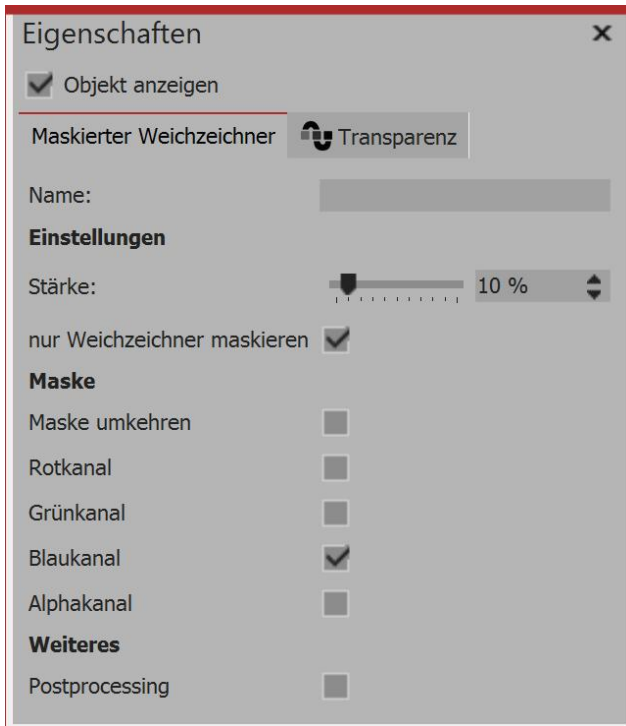 Eigenschaften
Objekt anzeigen
Maskierter Weichzeichner Transparenz
Name:
Einstellungen
Stärke: 10 %
nur Weichzeichner maskieren
Maske
Maske umkehren
Rotkanal
Grünkanal
Blaukanal
Alphakanal
Weiteres
Postprocessing